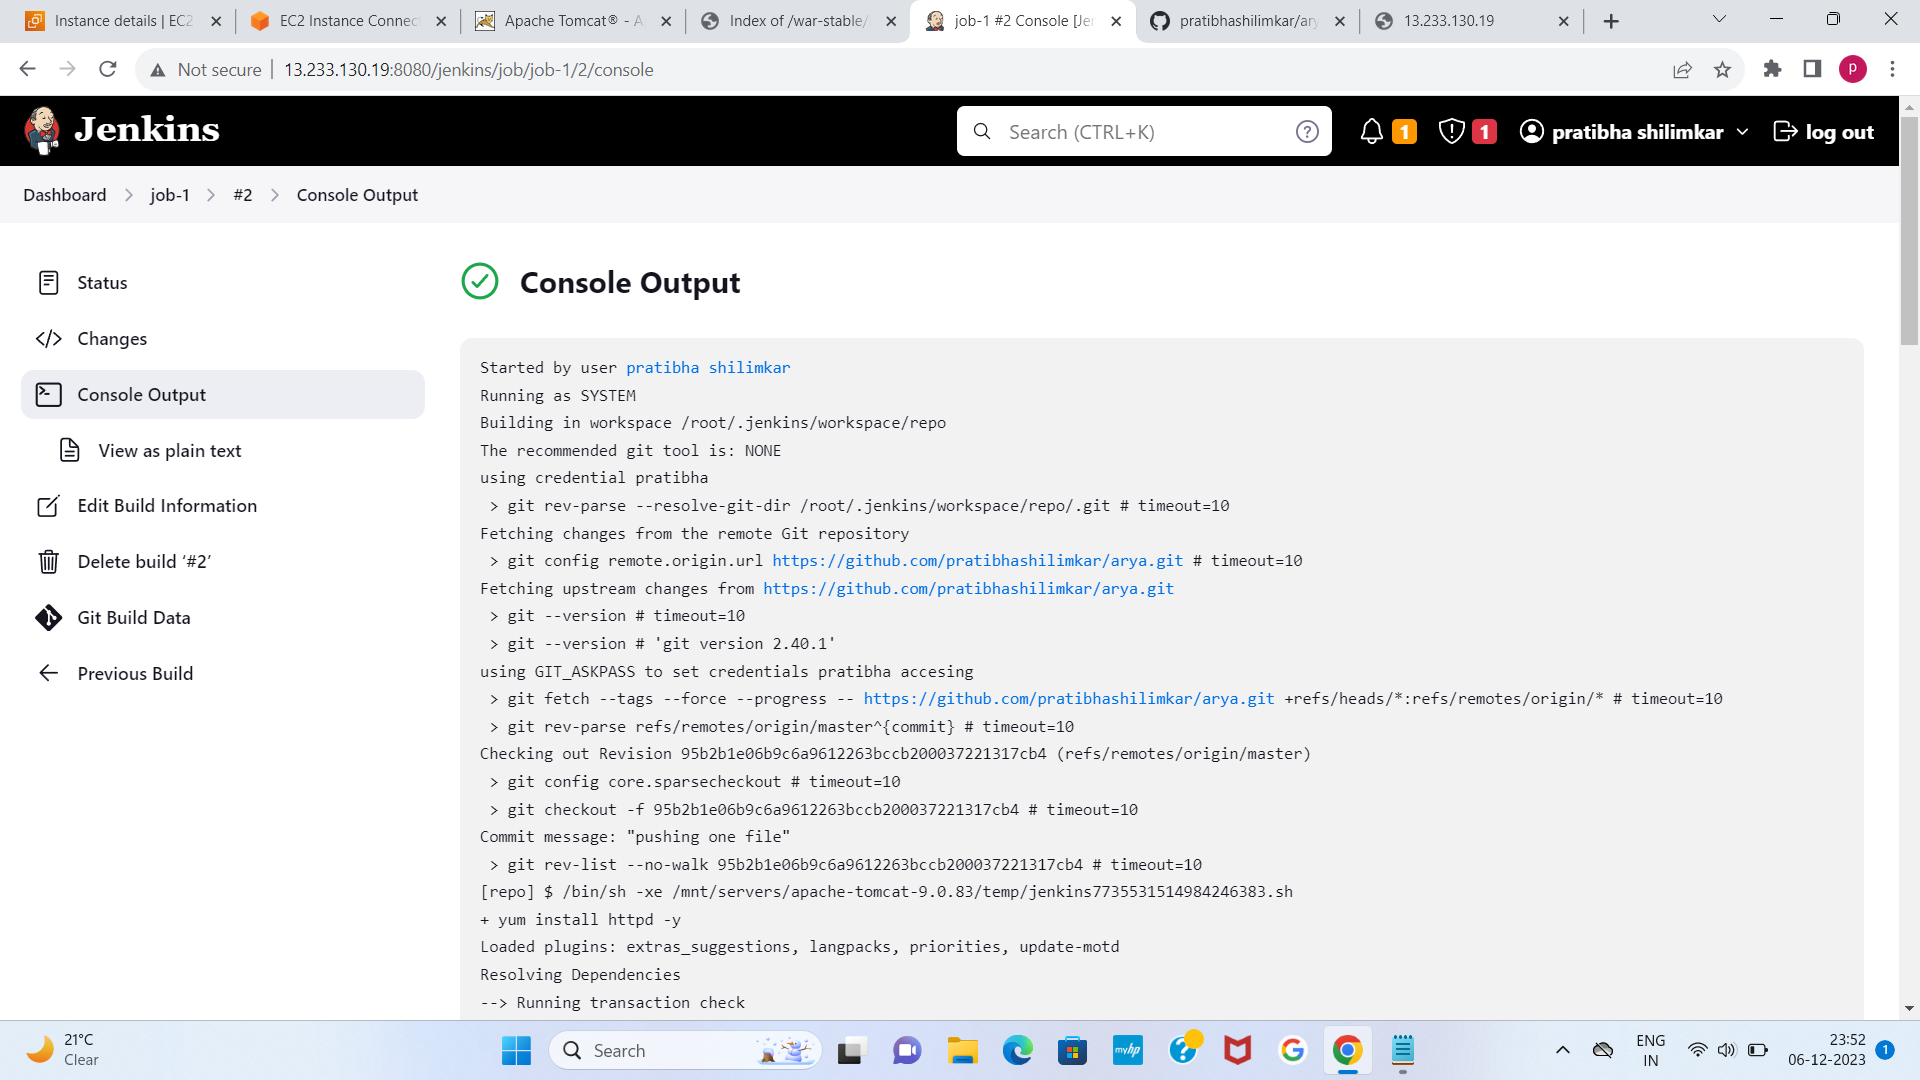 Instance details | EC2
EC2 Instance Connect
Apache Tomcat® - A
Index of /war-stable/
job-1 #2 Console [Je
pratibhashilimkar/ary
13.233.130.19
Not secure
13.233.130.19:8080/jenkins/job/job-1/2/console
P
Jenkins
Search (CTRL+K)
?
1
1
pratibha shilimkar
log out
Dashboard
job-1
#2
Console Output
Status
Changes
Console Output
View as plain text
Edit Build Information
Delete build ‘#2’
Git Build Data
Previous Build
Console Output
Started by user pratibha shilimkar
Running as SYSTEM
Building in workspace /root/.jenkins/workspace/repo
The recommended git tool is: NONE
using credential pratibha
> git rev-parse --resolve-git-dir /root/.jenkins/workspace/repo/.git # timeout=10
Fetching changes from the remote Git repository
> git config remote.origin.url https://github.com/pratibhashilimkar/arya.git # timeout=10
Fetching upstream changes from https://github.com/pratibhashilimkar/arya.git
> git --version # timeout=10
> git --version # 'git version 2.40.1'
using GIT_ASKPASS to set credentials pratibha accesing
> git fetch --tags --force --progress -- https://github.com/pratibhashilimkar/arya.git +refs/heads/*:refs/remotes/origin/* # timeout=10
> git rev-parse refs/remotes/origin/master^{commit} # timeout=10
Checking out Revision 95b2b1e06b9c6a9612263bccb200037221317cb4 (refs/remotes/origin/master)
> git config core.sparsecheckout # timeout=10
> git checkout -f 95b2b1e06b9c6a9612263bccb200037221317cb4 # timeout=10
Commit message: "pushing one file"
> git rev-list --no-walk 95b2b1e06b9c6a9612263bccb200037221317cb4 # timeout=10
[repo] $ /bin/sh -xe /mnt/servers/apache-tomcat-9.0.83/temp/jenkins7735531514984246383.sh
+ yum install httpd -y
Loaded plugins: extras_suggestions, langpacks, priorities, update-motd
Resolving Dependencies
--> Running transaction check
21°C
Clear
Search
myhp
ENG
IN
23:52
06-12-2023
1